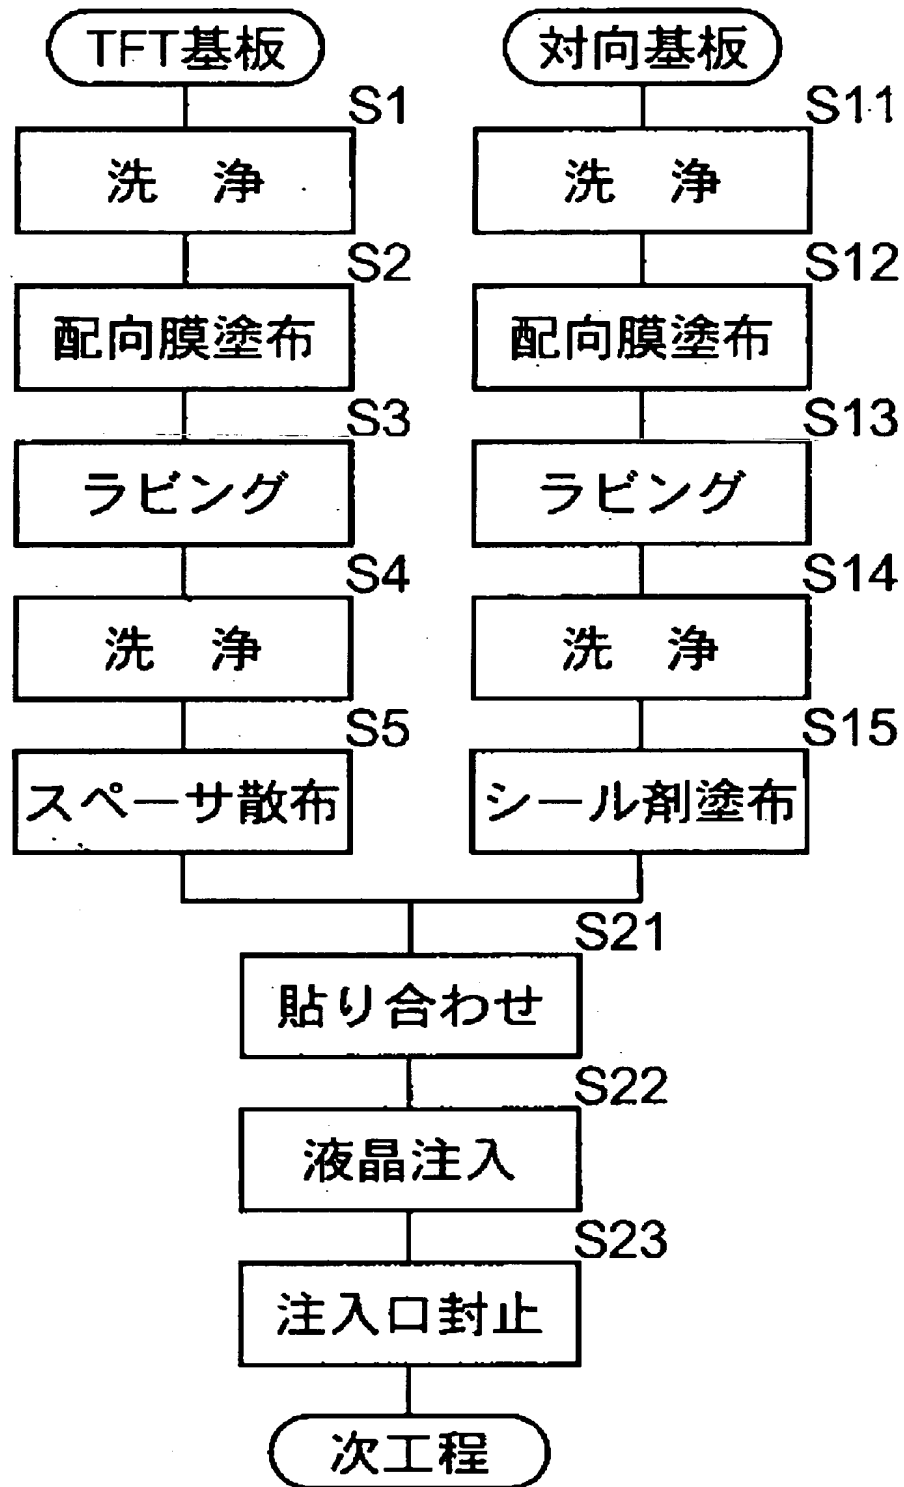 TFT基板
S1
洗　浄
S2
配向膜塗布
S3
ラビング
S4
洗　浄
S5
スペーサ散布
対向基板
S11
洗　浄
S12
配向膜塗布
S13
ラビング
S14
洗　浄
S15
シール剤塗布
S21
貼り合わせ
S22
液晶注入
S23
注入口封止
次工程